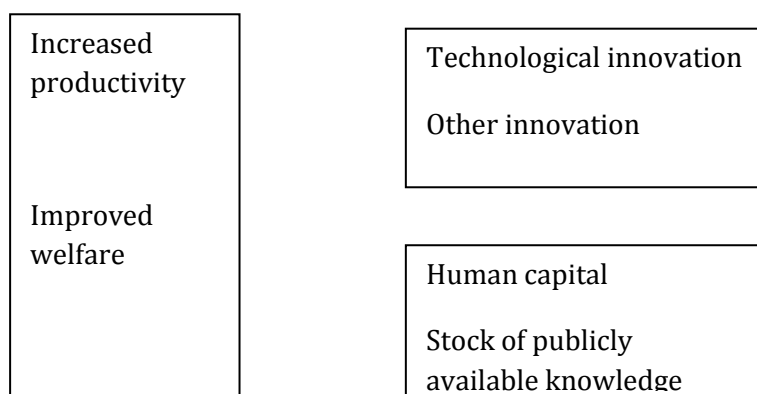 Increased
productivity
Improved
welfare
Technological innovation
Other innovation
Human capital
Stock of publicly
available knowledge